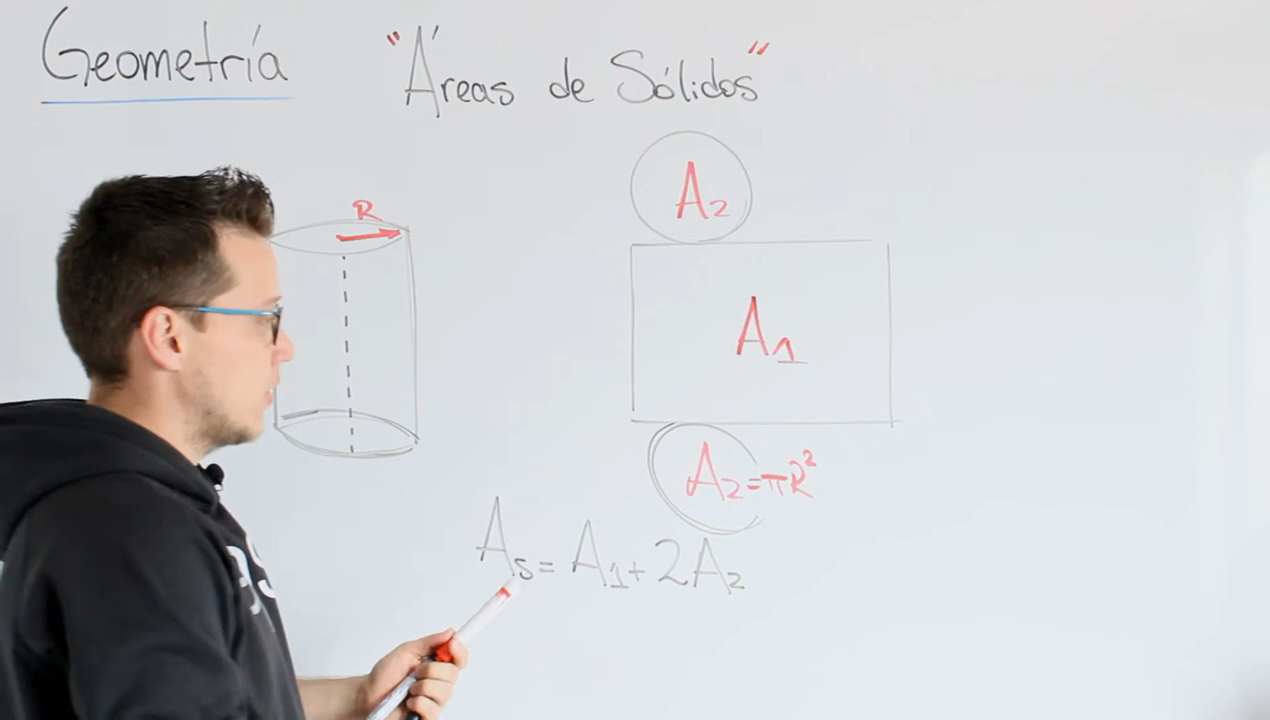 Geometría "Áreas de Sólidos"
R
A₂
A₁
A₂=πR²
Aₛ= A₁+2A₂